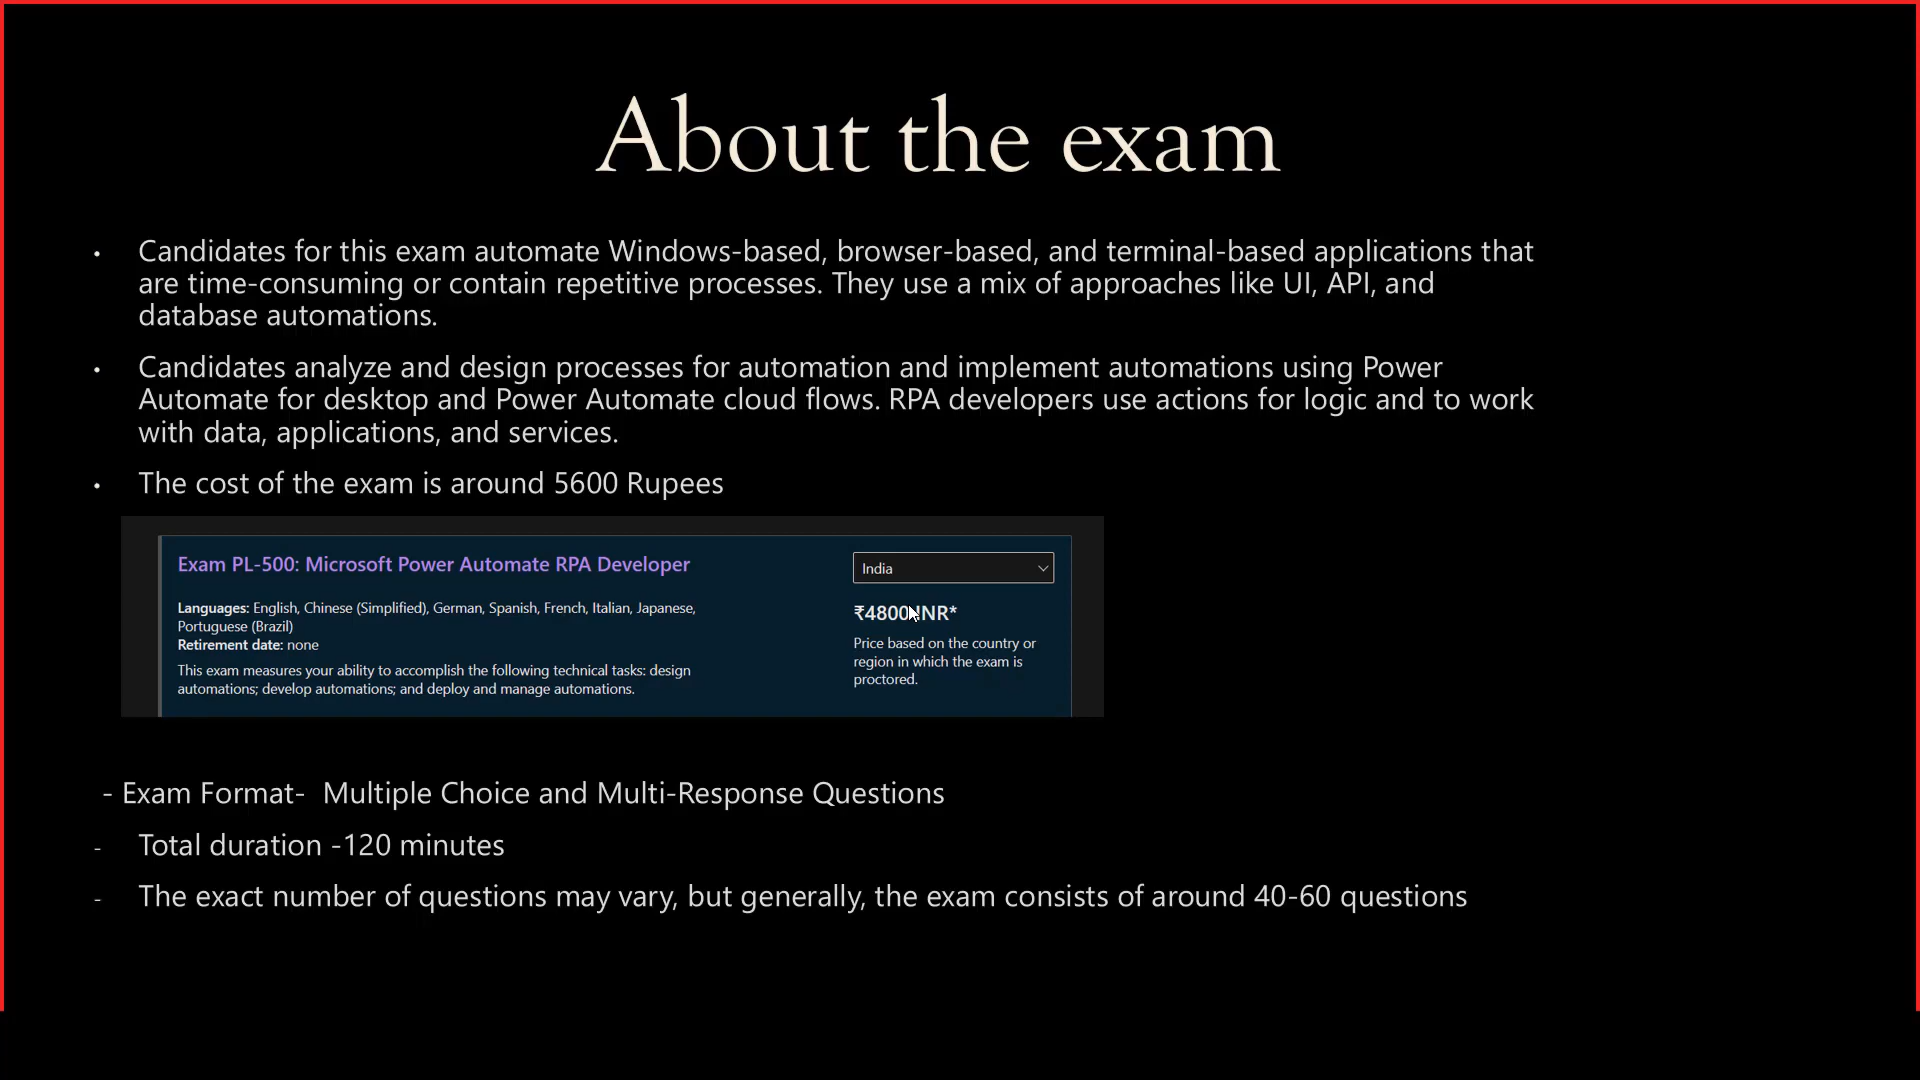 About the exam
• Candidates for this exam automate Windows-based, browser-based, and terminal-based applications that
are time-consuming or contain repetitive processes. They use a mix of approaches like UI, API, and
database automations.
• Candidates analyze and design processes for automation and implement automations using Power
Automate for desktop and Power Automate cloud flows. RPA developers use actions for logic and to work
with data, applications, and services.
• The cost of the exam is around 5600 Rupees
Exam PL-500: Microsoft Power Automate RPA Developer
Languages: English, Chinese (Simplified), German, Spanish, French, Italian, Japanese,
Portuguese (Brazil)
Retirement date: none
This exam measures your ability to accomplish the following technical tasks: design
automations; develop automations; and deploy and manage automations.
India
₹4800 INR*
Price based on the country or
region in which the exam is
proctored.
- Exam Format-  Multiple Choice and Multi-Response Questions
- Total duration -120 minutes
- The exact number of questions may vary, but generally, the exam consists of around 40-60 questions